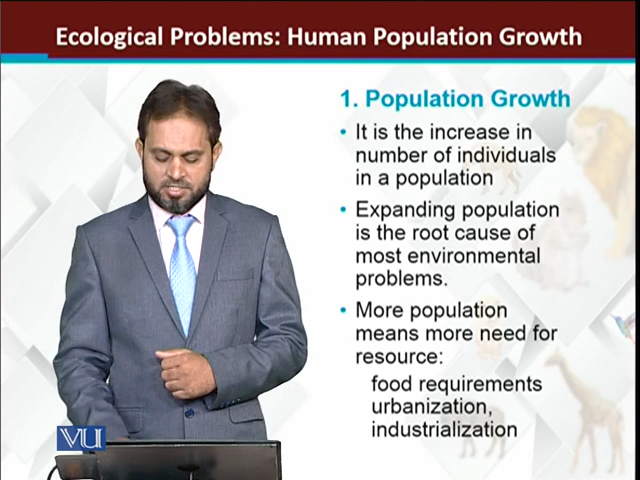 Ecological Problems: Human Population Growth
1. Population Growth
• It is the increase in
number of individuals
in a population
• Expanding population
is the root cause of
most environmental
problems.
• More population
means more need for
resource:
food requirements
urbanization,
industrialization
VU